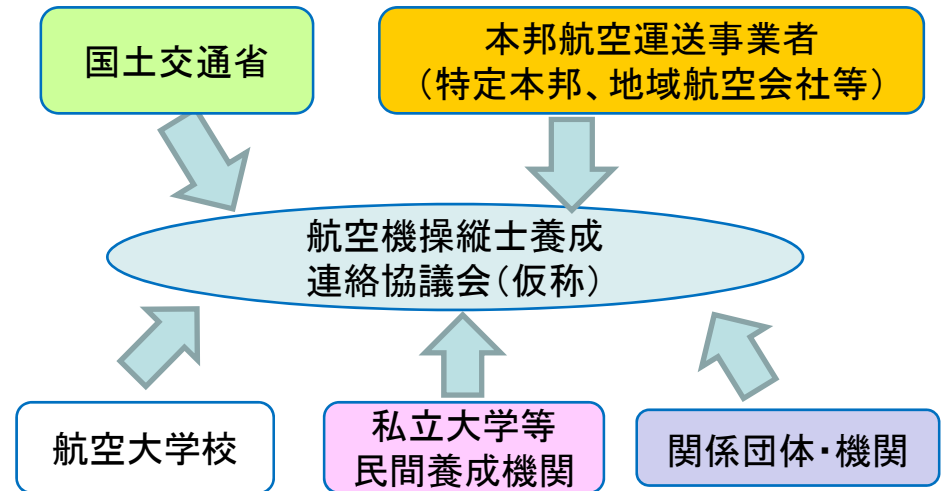 国土交通省
本邦航空運送事業者
（特定本邦、地域航空会社等）
航空機操縦士養成
連絡協議会（仮称）
航空大学校
私立大学等
民間養成機関
関係団体・機関